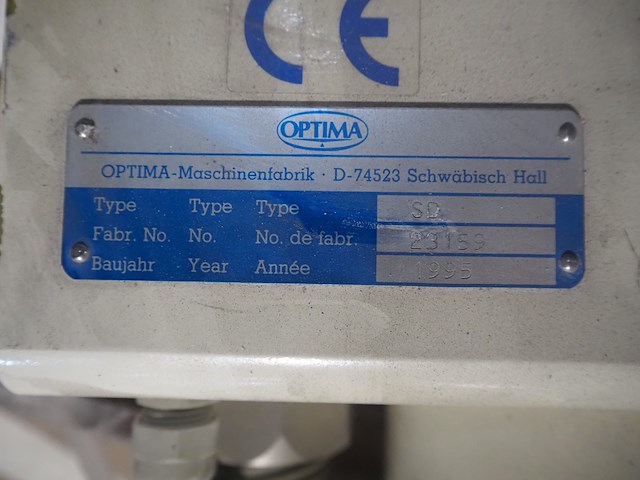 CE
OPTIMA
OPTIMA-Maschinenfabrik · D-74523 Schwäbisch Hall
Type Type Type SD
Fabr. No. No. No. de fabr. 23159
Baujahr Year Année 1995